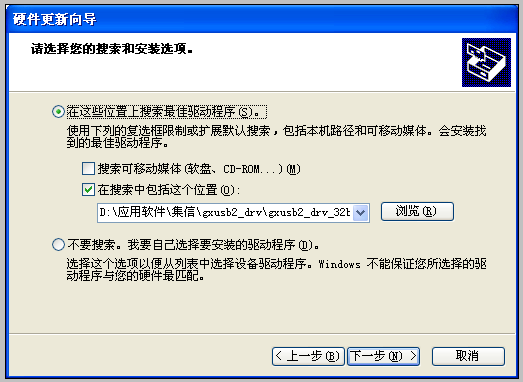 硬件更新向导
请选择您的搜索和安装选项。
在这些位置上搜索最佳驱动程序(S)。
使用下列的复选框限制或扩展默认搜索，包括本机路径和可移动媒体。会安装找
到的最佳驱动程序。
搜索可移动媒体(软盘、CD-ROM...)(M)
在搜索中包括这个位置(O):
D:\应用软件\集信\gxusb2_drv\gxusb2_drv_32b
浏览(R)
不要搜索。我要自己选择要安装的驱动程序(D)。
选择这个选项以便从列表中选择设备驱动程序。Windows 不能保证您所选择的驱
动程序与您的硬件最匹配。
< 上一步(B) 下一步(N) > 取消